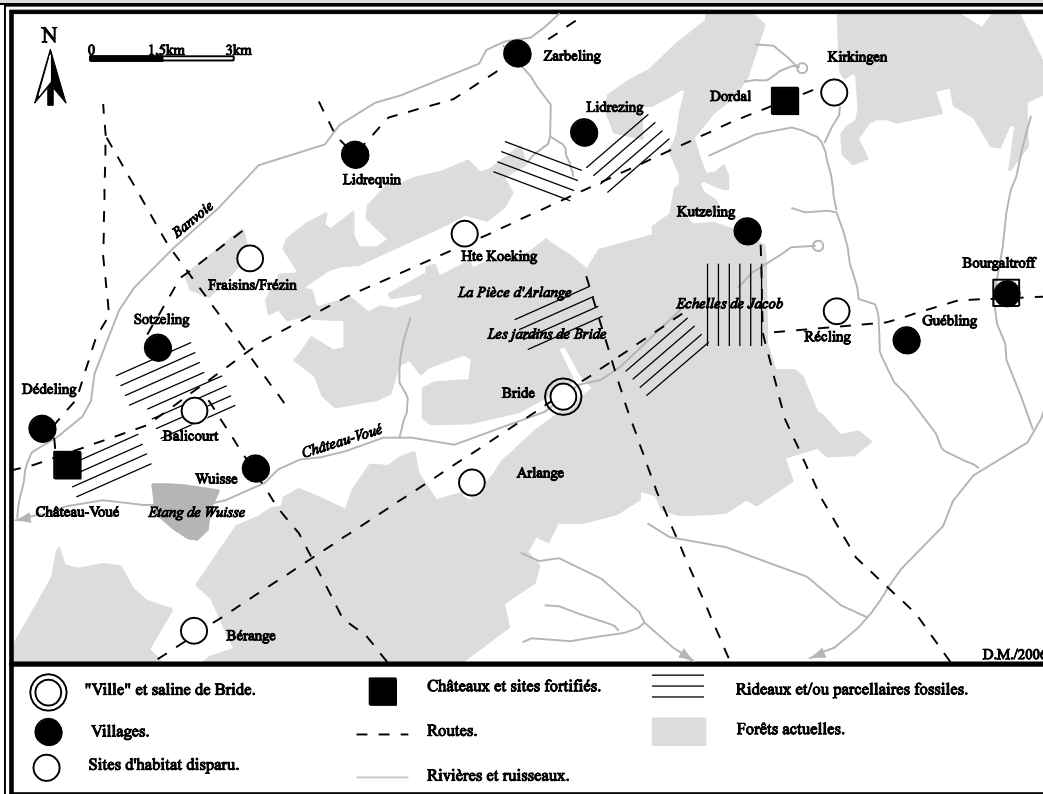 N
0 1.5km 3km
Zarbeling
Kirkingen
Dordal
Lidrezing
Lidrequin
Banvoie
Kutzeling
Hte Koeking
Fraisins/Frézin
Bourgaltroff
La Pièce d'Arlange
Echelles de Jacob
Sotzeling
Guébling
Les jardins de Bride
Récling
Dédeling
Bride
Balicourt
Château-Voué
Wuisse
Arlange
Château-Voué
Etang de Wuisse
Bérange
D.M./2006
"Ville" et saline de Bride.
Châteaux et sites fortifiés.
Rideaux et/ou parcellaires fossiles.
Villages.
Routes.
Forêts actuelles.
Sites d'habitat disparu.
Rivières et ruisseaux.